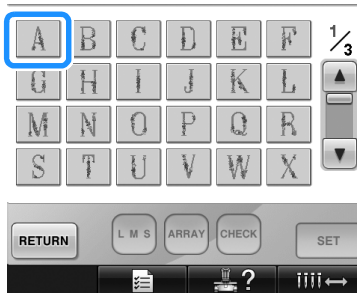 A B C D E F 1/3
G H I J K L
M N O P Q R
S T U V W X
RETURN L M S ARRAY CHECK SET
?